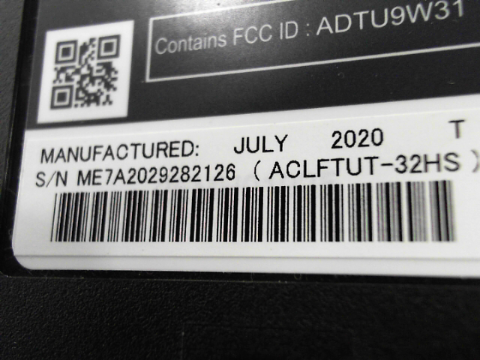 Contains FCC ID : ADTU9W31
MANUFACTURED: JULY 2020 T
S/N ME7A2029282126 ( ACLFTUT-32HS )